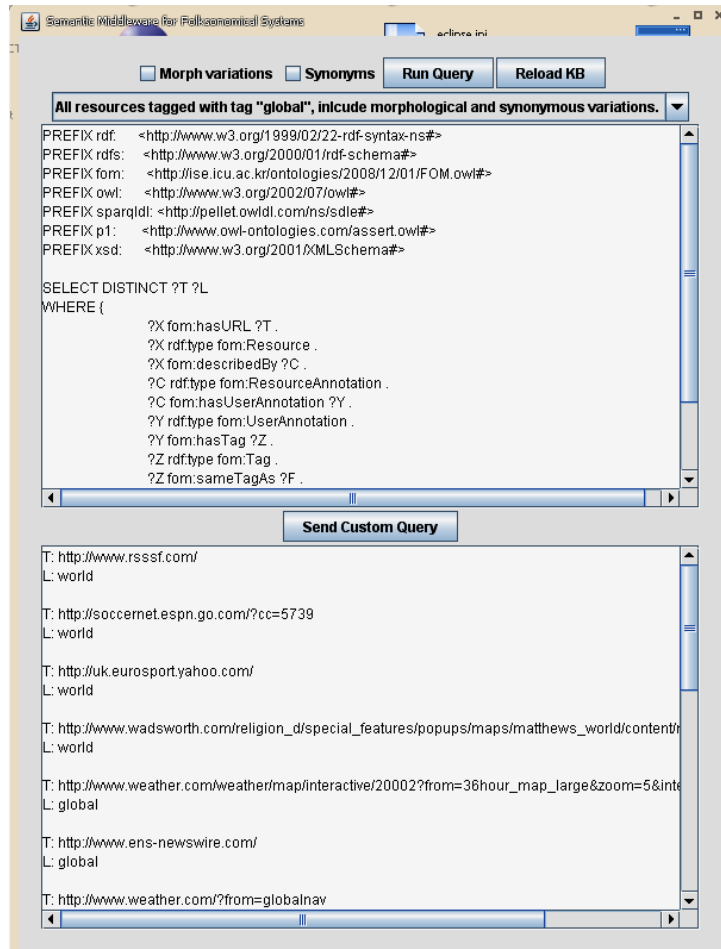 Semantic Middleware for Folksonomical Systems
eclipse.ini
Morph variations Synonyms Run Query Reload KB
All resources tagged with tag "global", inlcude morphological and synonymous variations.
PREFIX rdf: <http://www.w3.org/1999/02/22-rdf-syntax-ns#>
PREFIX rdfs: <http://www.w3.org/2000/01/rdf-schema#>
PREFIX fom: <http://ise.icu.ac.kr/ontologies/2008/12/01/FOM.owl#>
PREFIX owl: <http://www.w3.org/2002/07/owl#>
PREFIX sparqldl: <http://pellet.owldl.com/ns/sdle#>
PREFIX p1: <http://www.owl-ontologies.com/assert.owl#>
PREFIX xsd: <http://www.w3.org/2001/XMLSchema#>
SELECT DISTINCT ?T ?L
WHERE {
?X fom:hasURL ?T .
?X rdf:type fom:Resource .
?X fom:describedBy ?C .
?C rdf:type fom:ResourceAnnotation .
?C fom:hasUserAnnotation ?Y .
?Y rdf:type fom:UserAnnotation .
?Y fom:hasTag ?Z .
?Z rdf:type fom:Tag .
?Z fom:sameTagAs ?F .
Send Custom Query
T: http://www.rsssf.com/
L: world
T: http://soccernet.espn.go.com/?cc=5739
L: world
T: http://uk.eurosport.yahoo.com/
L: world
T: http://www.wadsworth.com/religion_d/special_features/popups/maps/matthews_world/content/
L: world
T: http://www.weather.com/weather/map/interactive/20002?from=36hour_map_large&zoom=5&inte
L: global
T: http://www.ens-newswire.com/
L: global
T: http://www.weather.com/?from=globalnav